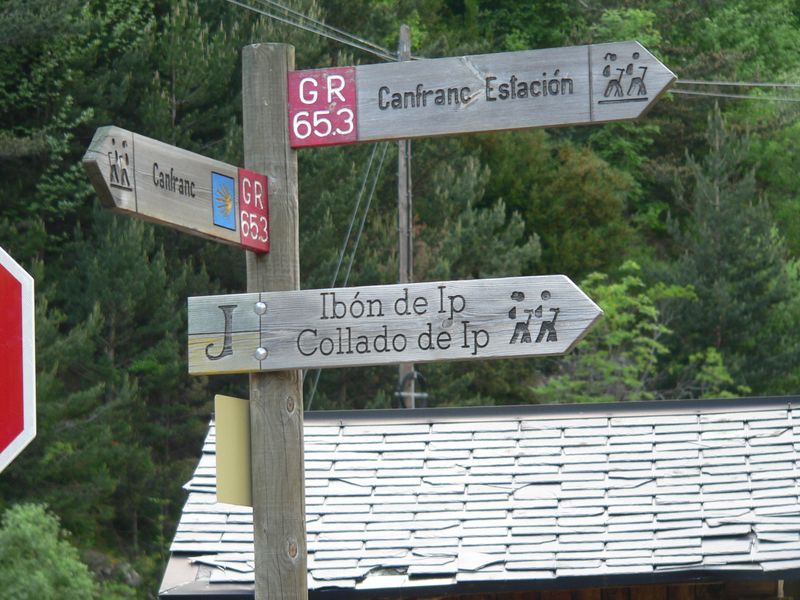 GR
65.3
Canfranc Estación
Canfranc
GR
65.3
J
Ibón de Ip
Collado de Ip